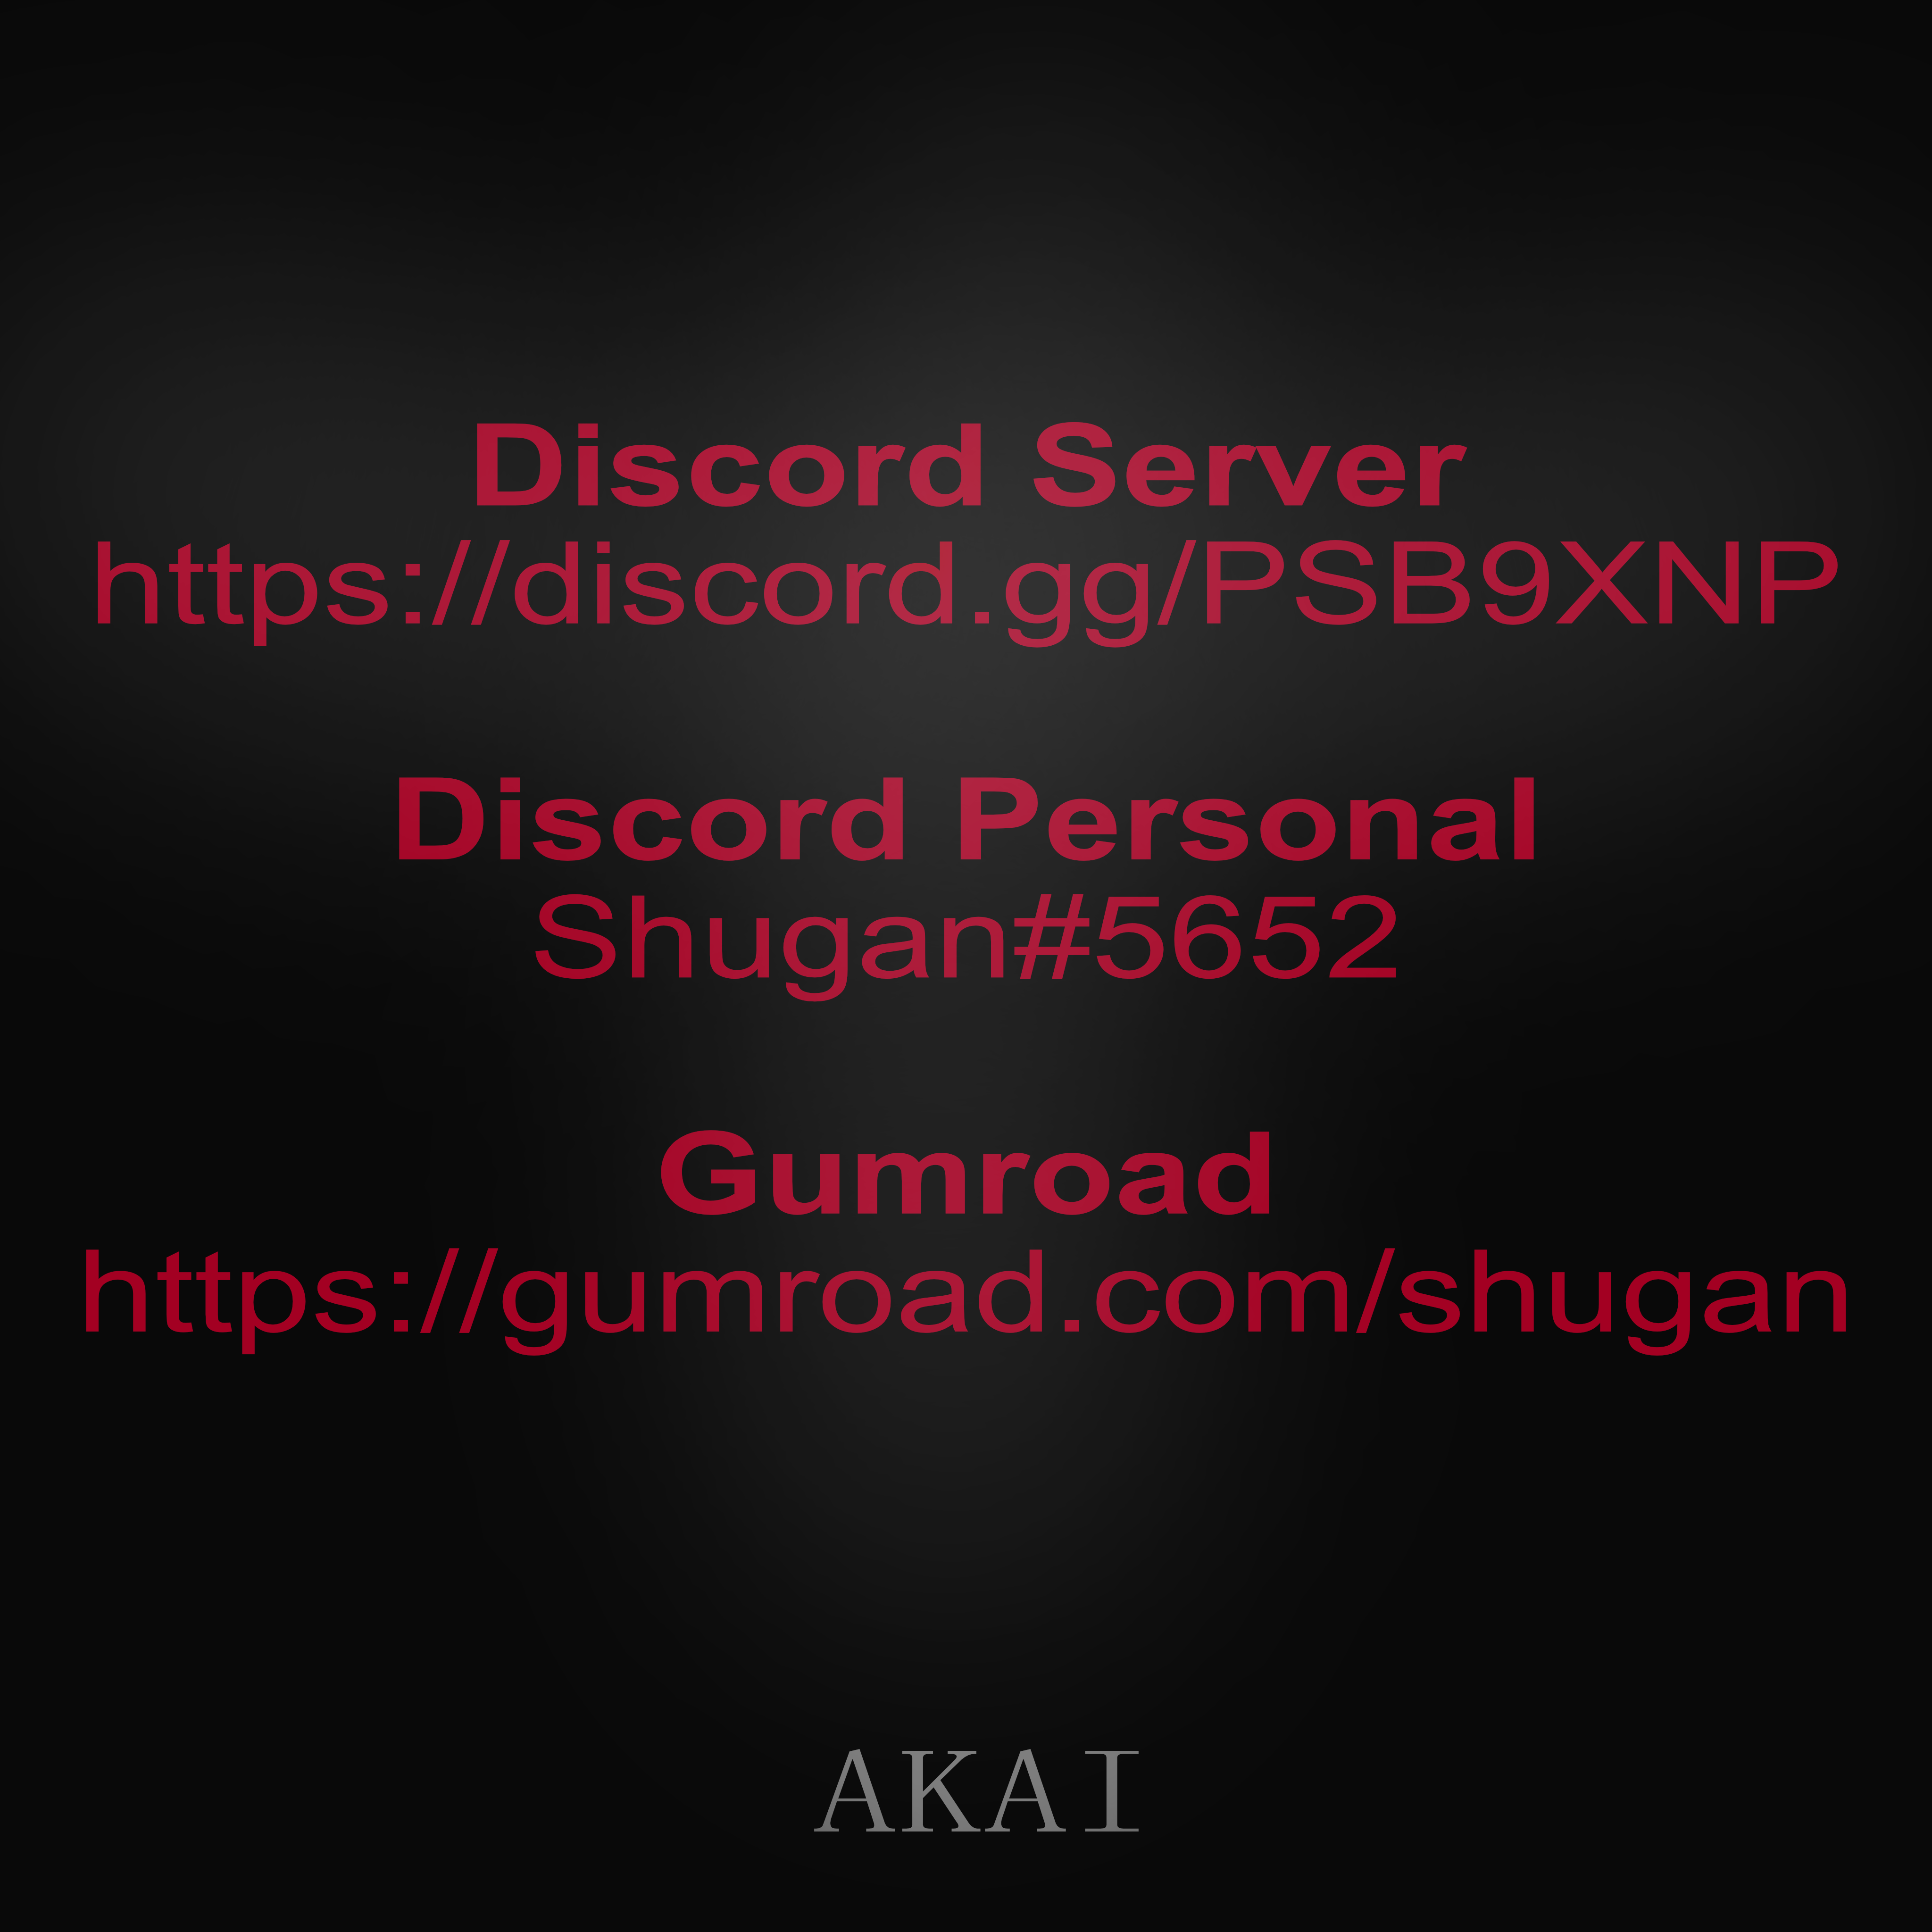 Discord Server
https://discord.gg/PSB9XNP
Discord Personal
Shugan#5652
Gumroad
https://gumroad.com/shugan
AKAI